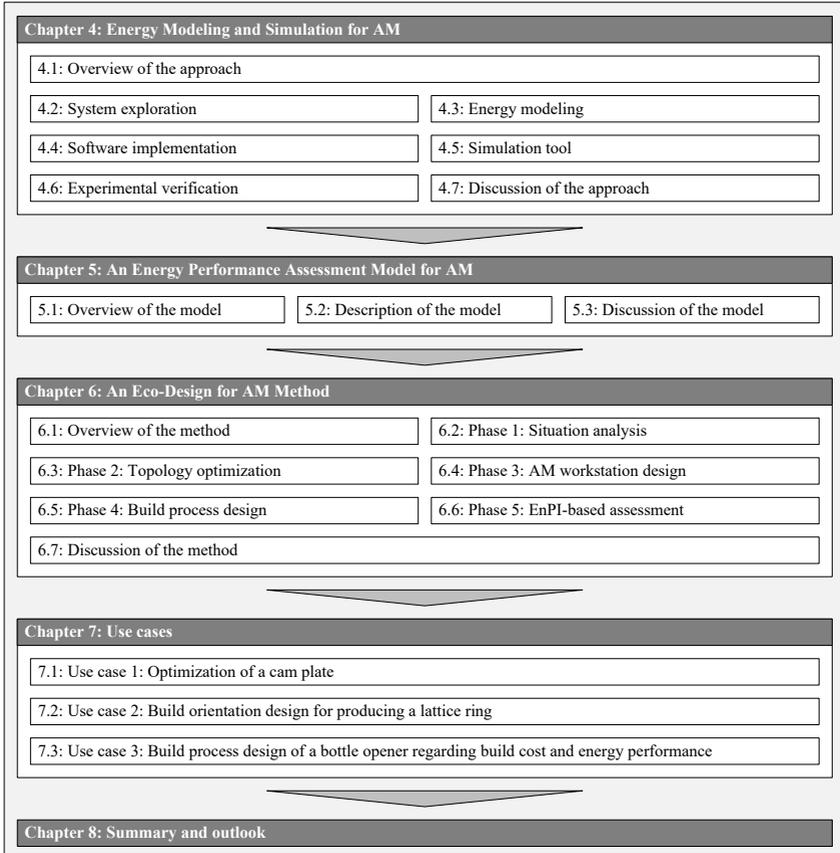 Chapter 4: Energy Modeling and Simulation for AM
4.1: Overview of the approach
4.2: System exploration
4.3: Energy modeling
4.4: Software implementation
4.5: Simulation tool
4.6: Experimental verification
4.7: Discussion of the approach
Chapter 5: An Energy Performance Assessment Model for AM
5.1: Overview of the model
5.2: Description of the model
5.3: Discussion of the model
Chapter 6: An Eco-Design for AM Method
6.1: Overview of the method
6.2: Phase 1: Situation analysis
6.3: Phase 2: Topology optimization
6.4: Phase 3: AM workstation design
6.5: Phase 4: Build process design
6.6: Phase 5: EnPI-based assessment
6.7: Discussion of the method
Chapter 7: Use cases
7.1: Use case 1: Optimization of a cam plate
7.2: Use case 2: Build orientation design for producing a lattice ring
7.3: Use case 3: Build process design of a bottle opener regarding build cost and energy performance
Chapter 8: Summary and outlook